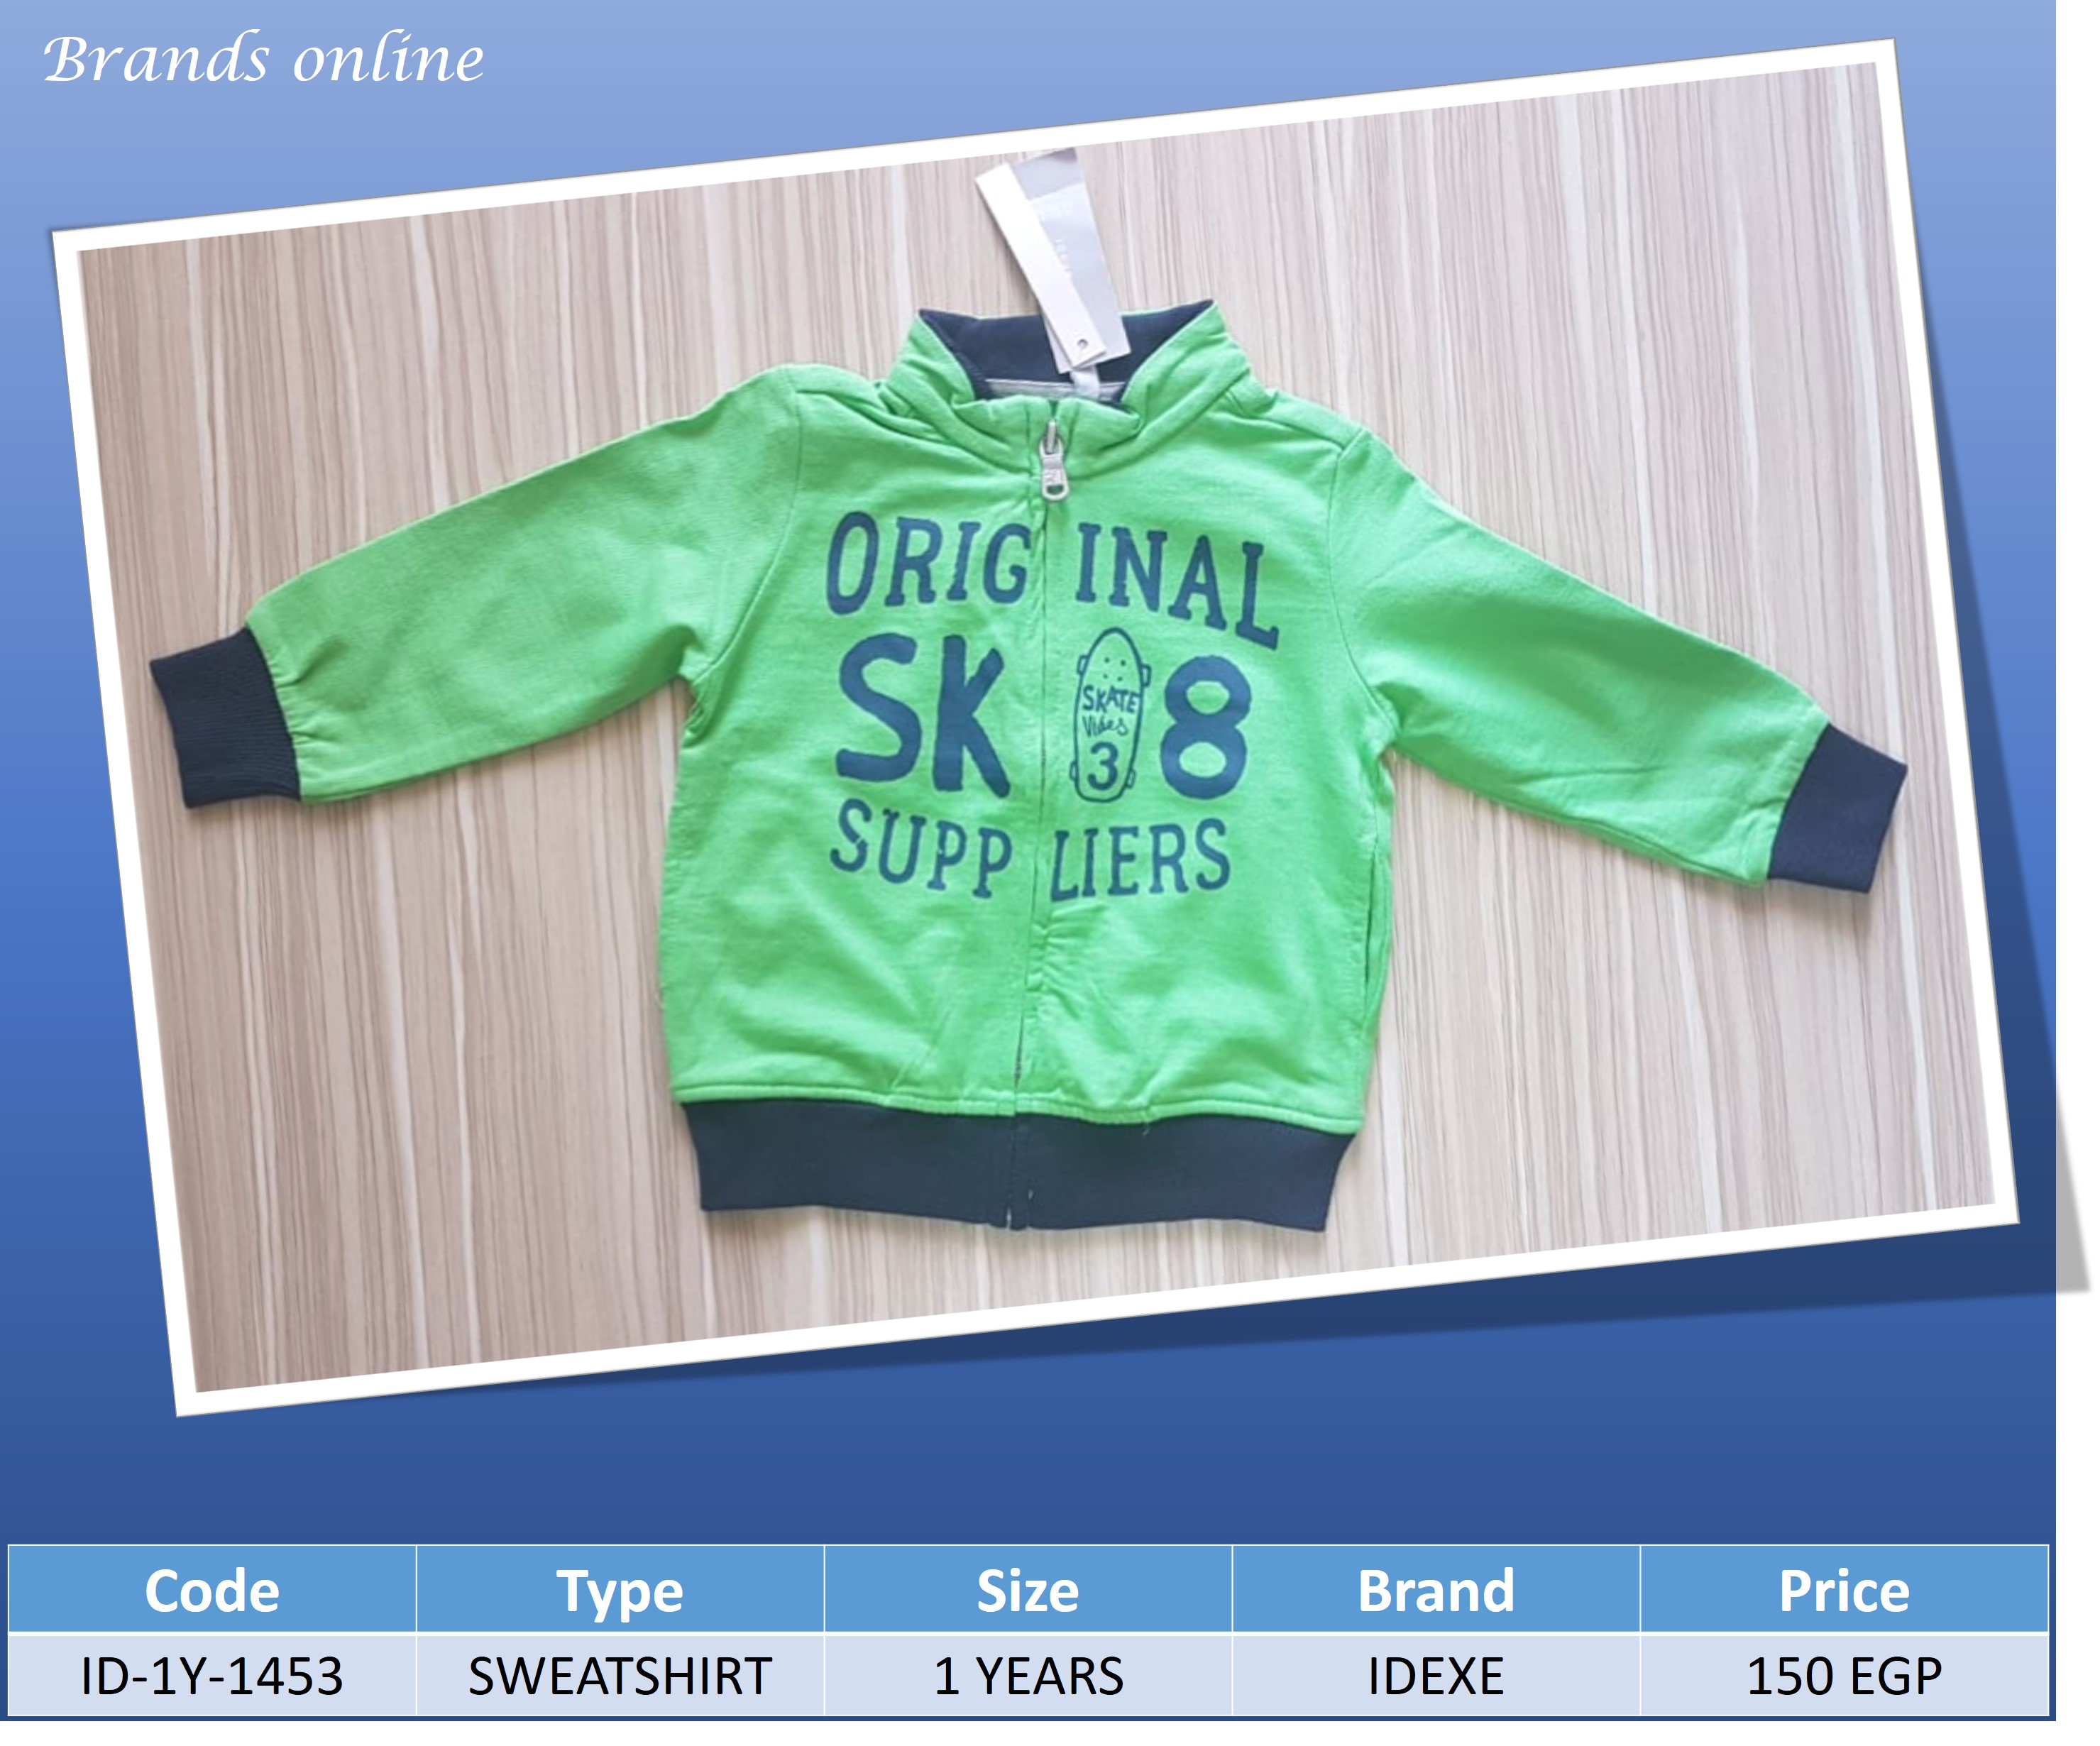 Brands online
ORIGINAL
SK8
SKATE
Vibes
3
SUPPLIERS
Code Type Size Brand Price
ID-1Y-1453 SWEATSHIRT 1 YEARS IDEXE 150 EGP